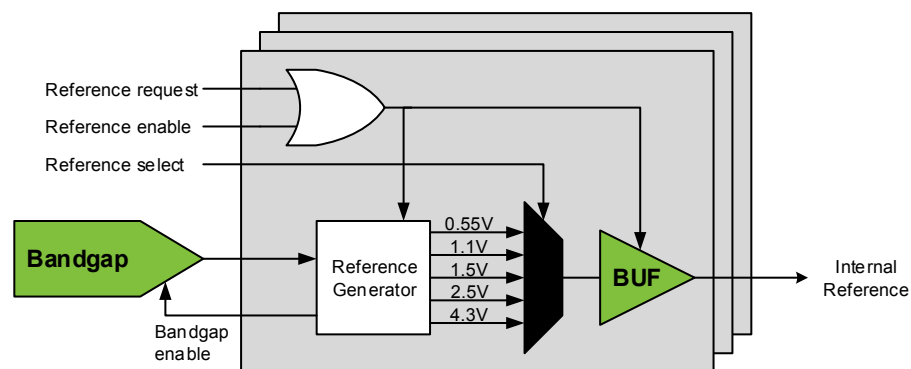 Reference request
Reference enable
Reference select
Bandgap
Bandgap
enable
Reference
Generator
0.55V
1.1V
1.5V
2.5V
4.3V
BUF
Internal
Reference